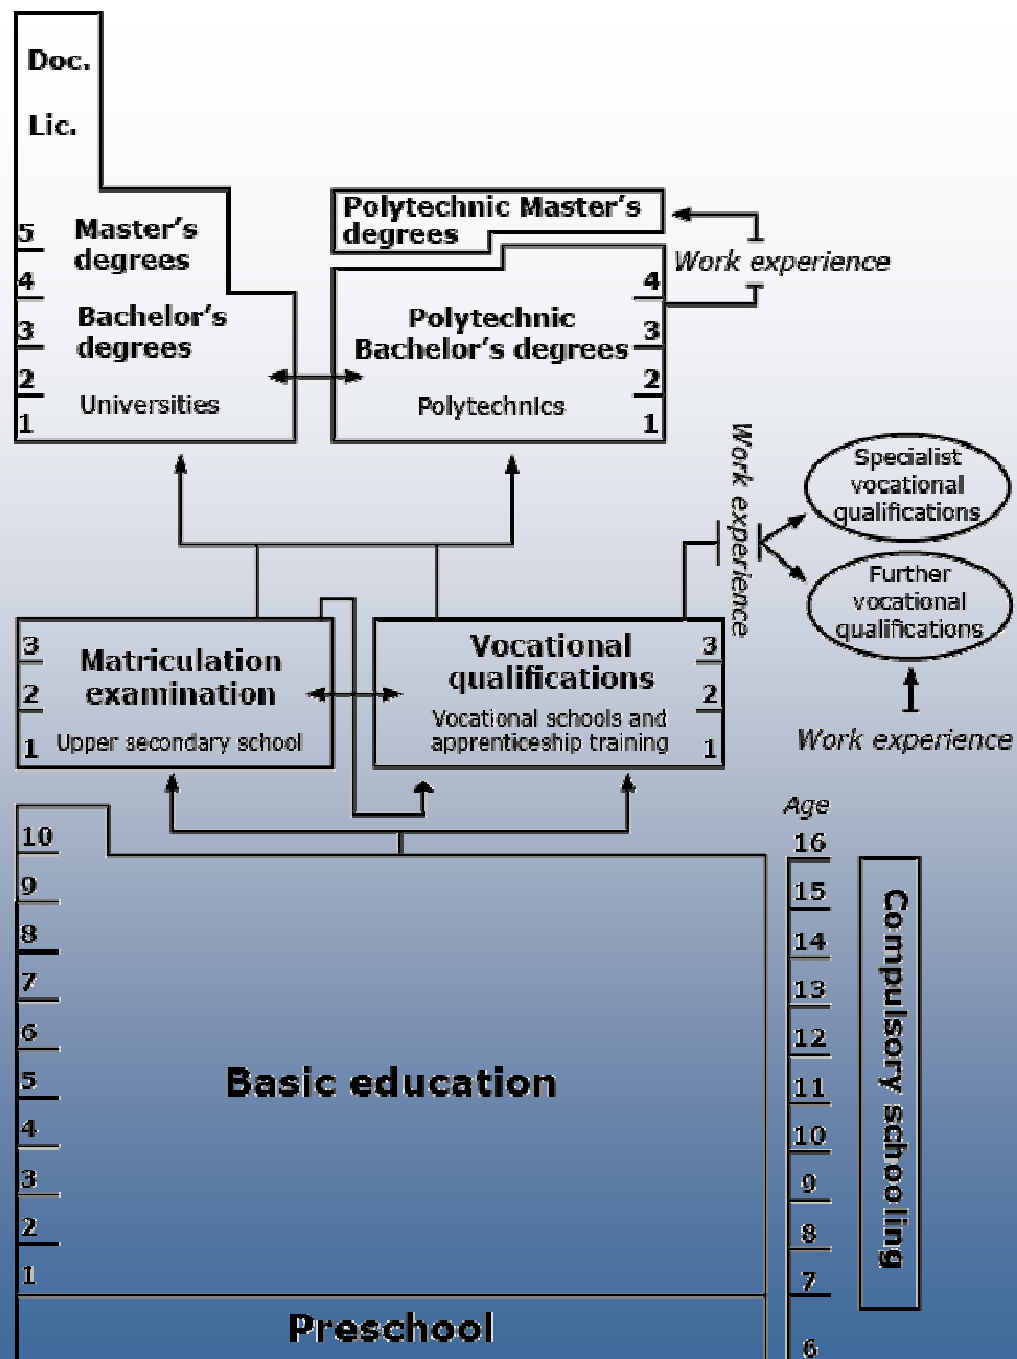 Doc.
Lic.
5
Master's
degrees
4
3
Bachelor's
degrees
2
Universities
1
Polytechnic Master's
degrees
Work experience
4
Polytechnic
Bachelor's degrees
3
2
Polytechnics
1
Work experience
Specialist
vocational
qualifications
Further
vocational
qualifications
Work experience
3
Matriculation
examination
2
1
Upper secondary school
Vocational
qualifications
3
2
Vocational schools and
apprenticeship training
1
10
9
8
7
6
5
4
3
2
1
Basic education
Preschool
Age
16
15
14
13
12
11
10
9
8
7
6
Compulsory schooling